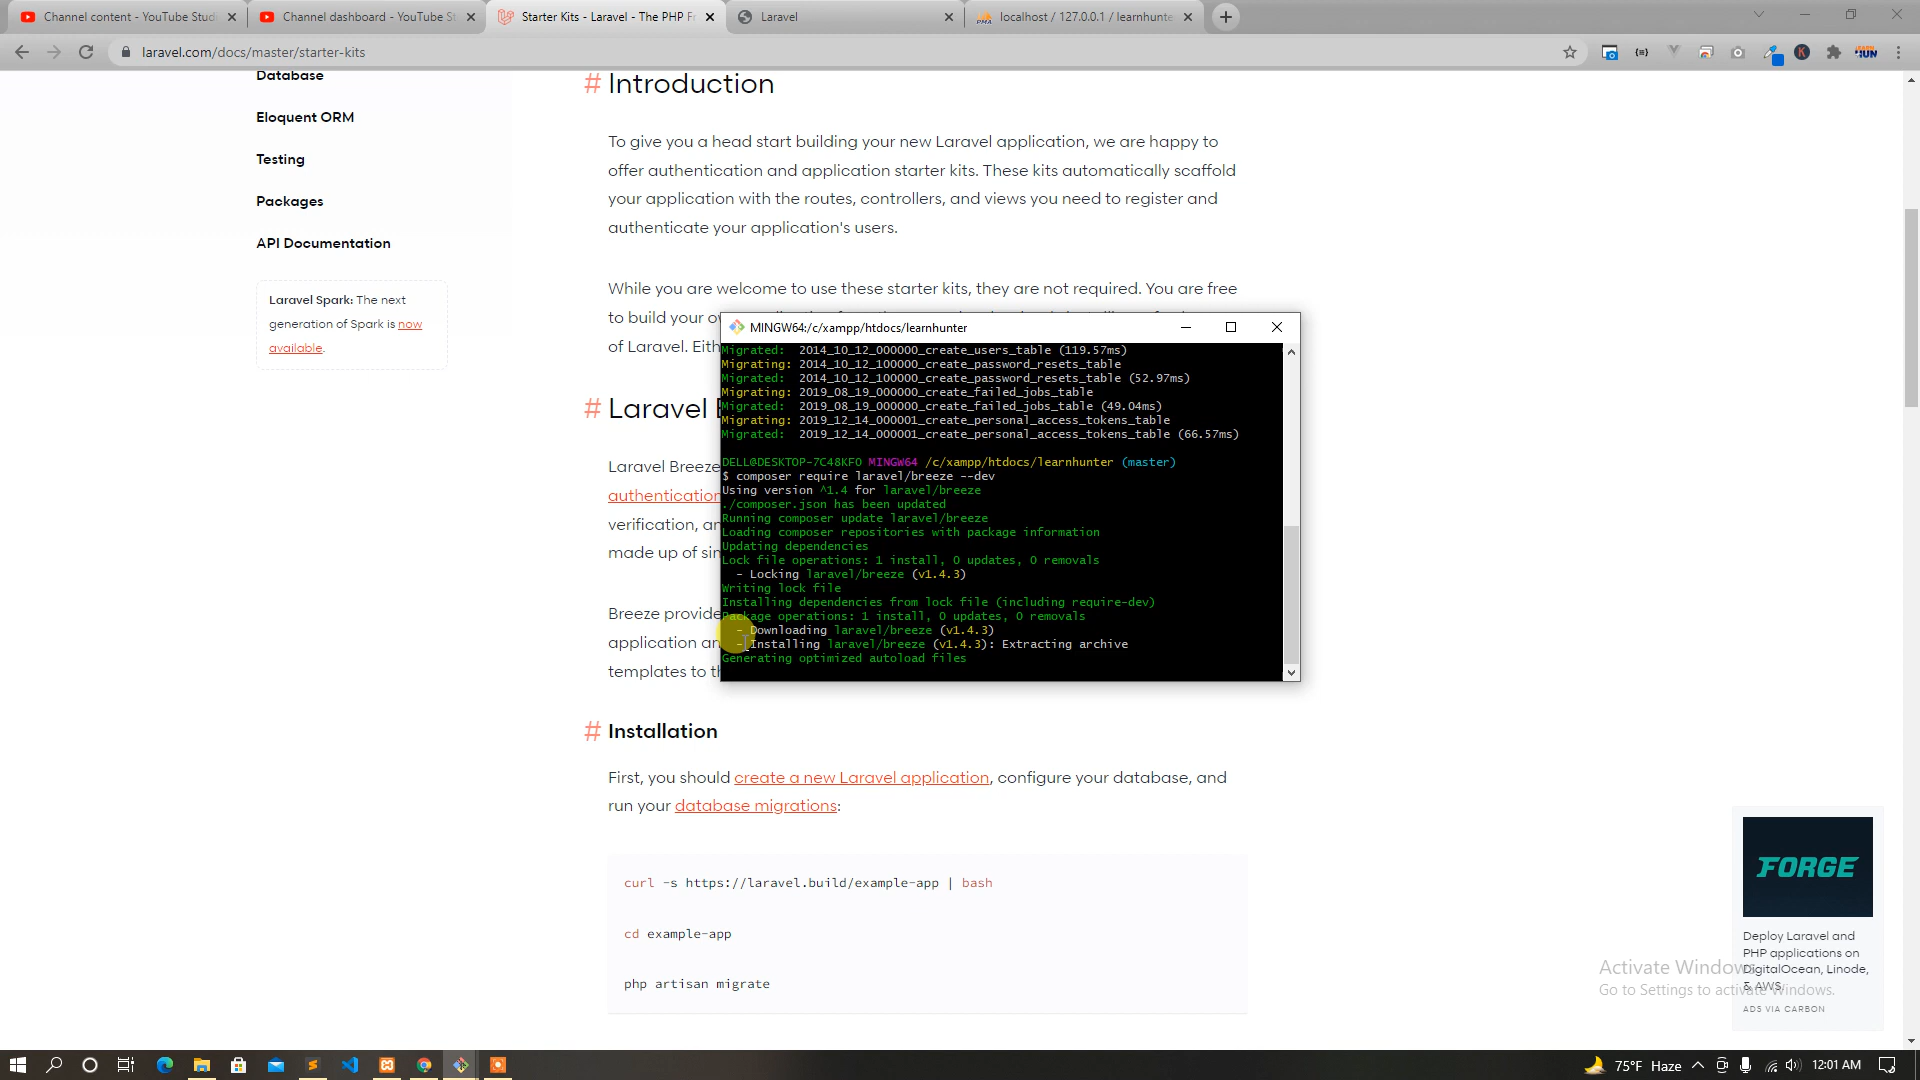 Channel content - YouTube Studi
Channel dashboard - YouTube St
Starter Kits - Laravel - The PHP Fr
Laravel
localhost / 127.0.0.1 / learnhunte
laravel.com/docs/master/starter-kits
Database
Eloquent ORM
Testing
Packages
API Documentation
Laravel Spark: The next
generation of Spark is now
available.
# Introduction
To give you a head start building your new Laravel application, we are happy to
offer authentication and application starter kits. These kits automatically scaffold
your application with the routes, controllers, and views you need to register and
authenticate your application's users.
While you are welcome to use these starter kits, they are not required. You are free
to build your ow
of Laravel. Eith
# Laravel
Laravel Breeze
authentication
verification, an
made up of sim
Breeze provide
application an
templates to th
MINGW64:/c/xampp/htdocs/learnhunter
Migrated: 2014_10_12_000000_create_users_table (119.57ms)
Migrating: 2014_10_12_100000_create_password_resets_table
Migrated: 2014_10_12_100000_create_password_resets_table (52.97ms)
Migrating: 2019_08_19_000000_create_failed_jobs_table
Migrated: 2019_08_19_000000_create_failed_jobs_table (49.04ms)
Migrating: 2019_12_14_000001_create_personal_access_tokens_table
Migrated: 2019_12_14_000001_create_personal_access_tokens_table (66.57ms)
DELL@DESKTOP-7C48KFO MINGW64 /c/xampp/htdocs/learnhunter (master)
$ composer require laravel/breeze --dev
Using version ^1.4 for laravel/breeze
./composer.json has been updated
Running composer update laravel/breeze
Loading composer repositories with package information
Updating dependencies
Lock file operations: 1 install, 0 updates, 0 removals
- Locking laravel/breeze (v1.4.3)
Writing lock file
Installing dependencies from lock file (including require-dev)
Package operations: 1 install, 0 updates, 0 removals
- Downloading laravel/breeze (v1.4.3)
- Installing laravel/breeze (v1.4.3): Extracting archive
Generating optimized autoload files
# Installation
First, you should create a new Laravel application, configure your database, and
run your database migrations:
curl -s https://laravel.build/example-app | bash
cd example-app
php artisan migrate
FORGE
Deploy Laravel and
PHP applications on
DigitalOcean, Linode,
& AWS.
ADS VIA CARBON
Activate Windows
Go to Settings to activate Windows.
75°F Haze
12:01 AM